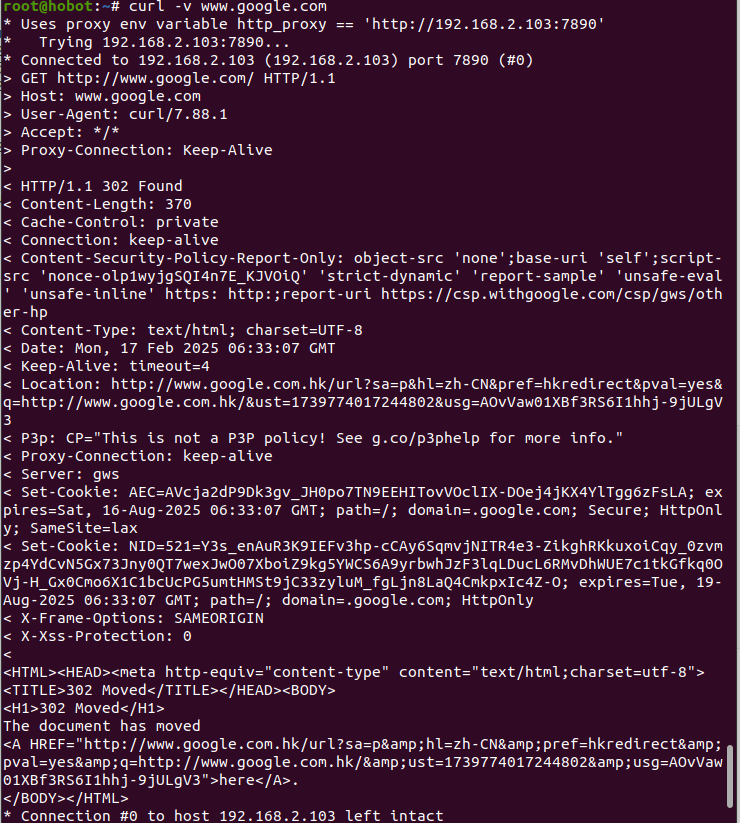 root@hobot:~# curl -v www.google.com
* Uses proxy env variable http_proxy == 'http://192.168.2.103:7890'
*   Trying 192.168.2.103:7890...
* Connected to 192.168.2.103 (192.168.2.103) port 7890 (#0)
> GET http://www.google.com/ HTTP/1.1
> Host: www.google.com
> User-Agent: curl/7.88.1
> Accept: */*
> Proxy-Connection: Keep-Alive
>
< HTTP/1.1 302 Found
< Content-Length: 370
< Cache-Control: private
< Connection: keep-alive
< Content-Security-Policy-Report-Only: object-src 'none';base-uri 'self';script-
src 'nonce-olp1wyjgSQI4n7E_KJVOiQ' 'strict-dynamic' 'report-sample' 'unsafe-eval
' 'unsafe-inline' https: http:;report-uri https://csp.withgoogle.com/csp/gws/oth
er-hp
< Content-Type: text/html; charset=UTF-8
< Date: Mon, 17 Feb 2025 06:33:07 GMT
< Keep-Alive: timeout=4
< Location: http://www.google.com.hk/url?sa=p&hl=zh-CN&pref=hkredirect&pval=yes&
q=http://www.google.com.hk/&ust=1739774017244802&usg=AOvVaw01XBf3RS6I1hhj-9jULgV
3
< P3p: CP="This is not a P3P policy! See g.co/p3phelp for more info."
< Proxy-Connection: keep-alive
< Server: gws
< Set-Cookie: AEC=AVcja2dP9Dk3gv_JH0po7TN9EEHITovVOclIX-DOej4jKX4YlTgg6zFsLA; ex
pires=Sat, 16-Aug-2025 06:33:07 GMT; path=/; domain=.google.com; Secure; HttpOnl
y; SameSite=lax
< Set-Cookie: NID=521=Y3s_enAuR3K9IEFv3hp-cCAy6SqmvjNITR4e3-ZikghRKkuxoiCqy_0zvm
zp4YdCvN5Gx73Jny0QT7wexJwO07XboiZ9kg5YWCS6A9yrbwhJzF3lqLDucL6RMvDhWUE7c1tkGfkq0O
Vj-H_Gx0Cmo6X1C1bcUcPG5umtHMSt9jC33zyluM_fgLjn8LaQ4CmkpxIc4Z-O; expires=Tue, 19-
Aug-2025 06:33:07 GMT; path=/; domain=.google.com; HttpOnly
< X-Frame-Options: SAMEORIGIN
< X-Xss-Protection: 0
<
<HTML><HEAD><meta http-equiv="content-type" content="text/html;charset=utf-8">
<TITLE>302 Moved</TITLE></HEAD><BODY>
<H1>302 Moved</H1>
The document has moved
<A HREF="http://www.google.com.hk/url?sa=p&amp;hl=zh-CN&amp;pref=hkredirect&amp;
pval=yes&amp;q=http://www.google.com.hk/&amp;ust=1739774017244802&amp;usg=AOvVaw
01XBf3RS6I1hhj-9jULgV3">here</A>.
</BODY></HTML>
* Connection #0 to host 192.168.2.103 left intact